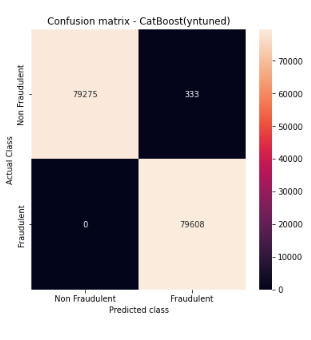 Confusion matrix - CatBoost(yntuned)
Non Fraudulent
Fraudulent
Actual Class
79275
333
0
79608
Non Fraudulent
Fraudulent
Predicted class
70000
60000
50000
40000
30000
20000
10000
0